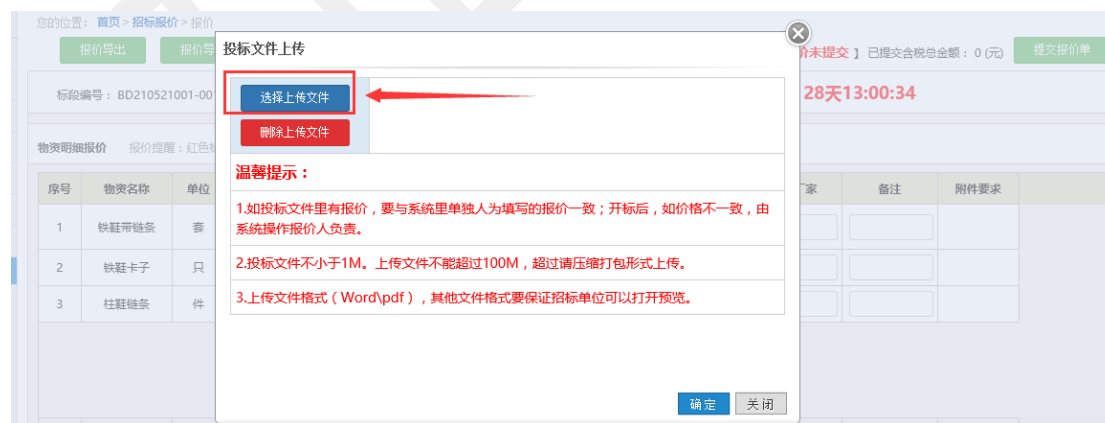 您的位置： 首页 > 招标报价 > 报价
报价导出
报价导
投标文件上传
价未提交 】 已提交含税总金额： 0 (元)
提交报价单
标段编号： BD210521001-001
选择上传文件
28天13:00:34
删除上传文件
物资明细报价 报价提醒：红色
温馨提示：
序号 物资名称 单位
厂家 备注 附件要求
1.如投标文件里有报价，要与系统里单独人为填写的报价一致；开标后，如价格不一致，由
系统操作报价人负责。
1 铁鞋带链条 套
2.投标文件不小于1M。上传文件不能超过100M，超过请压缩打包形式上传。
2 铁鞋卡子 只
3.上传文件格式（Word\pdf），其他文件格式要保证招标单位可以打开预览。
3 柱鞋链条 件
确定 关闭